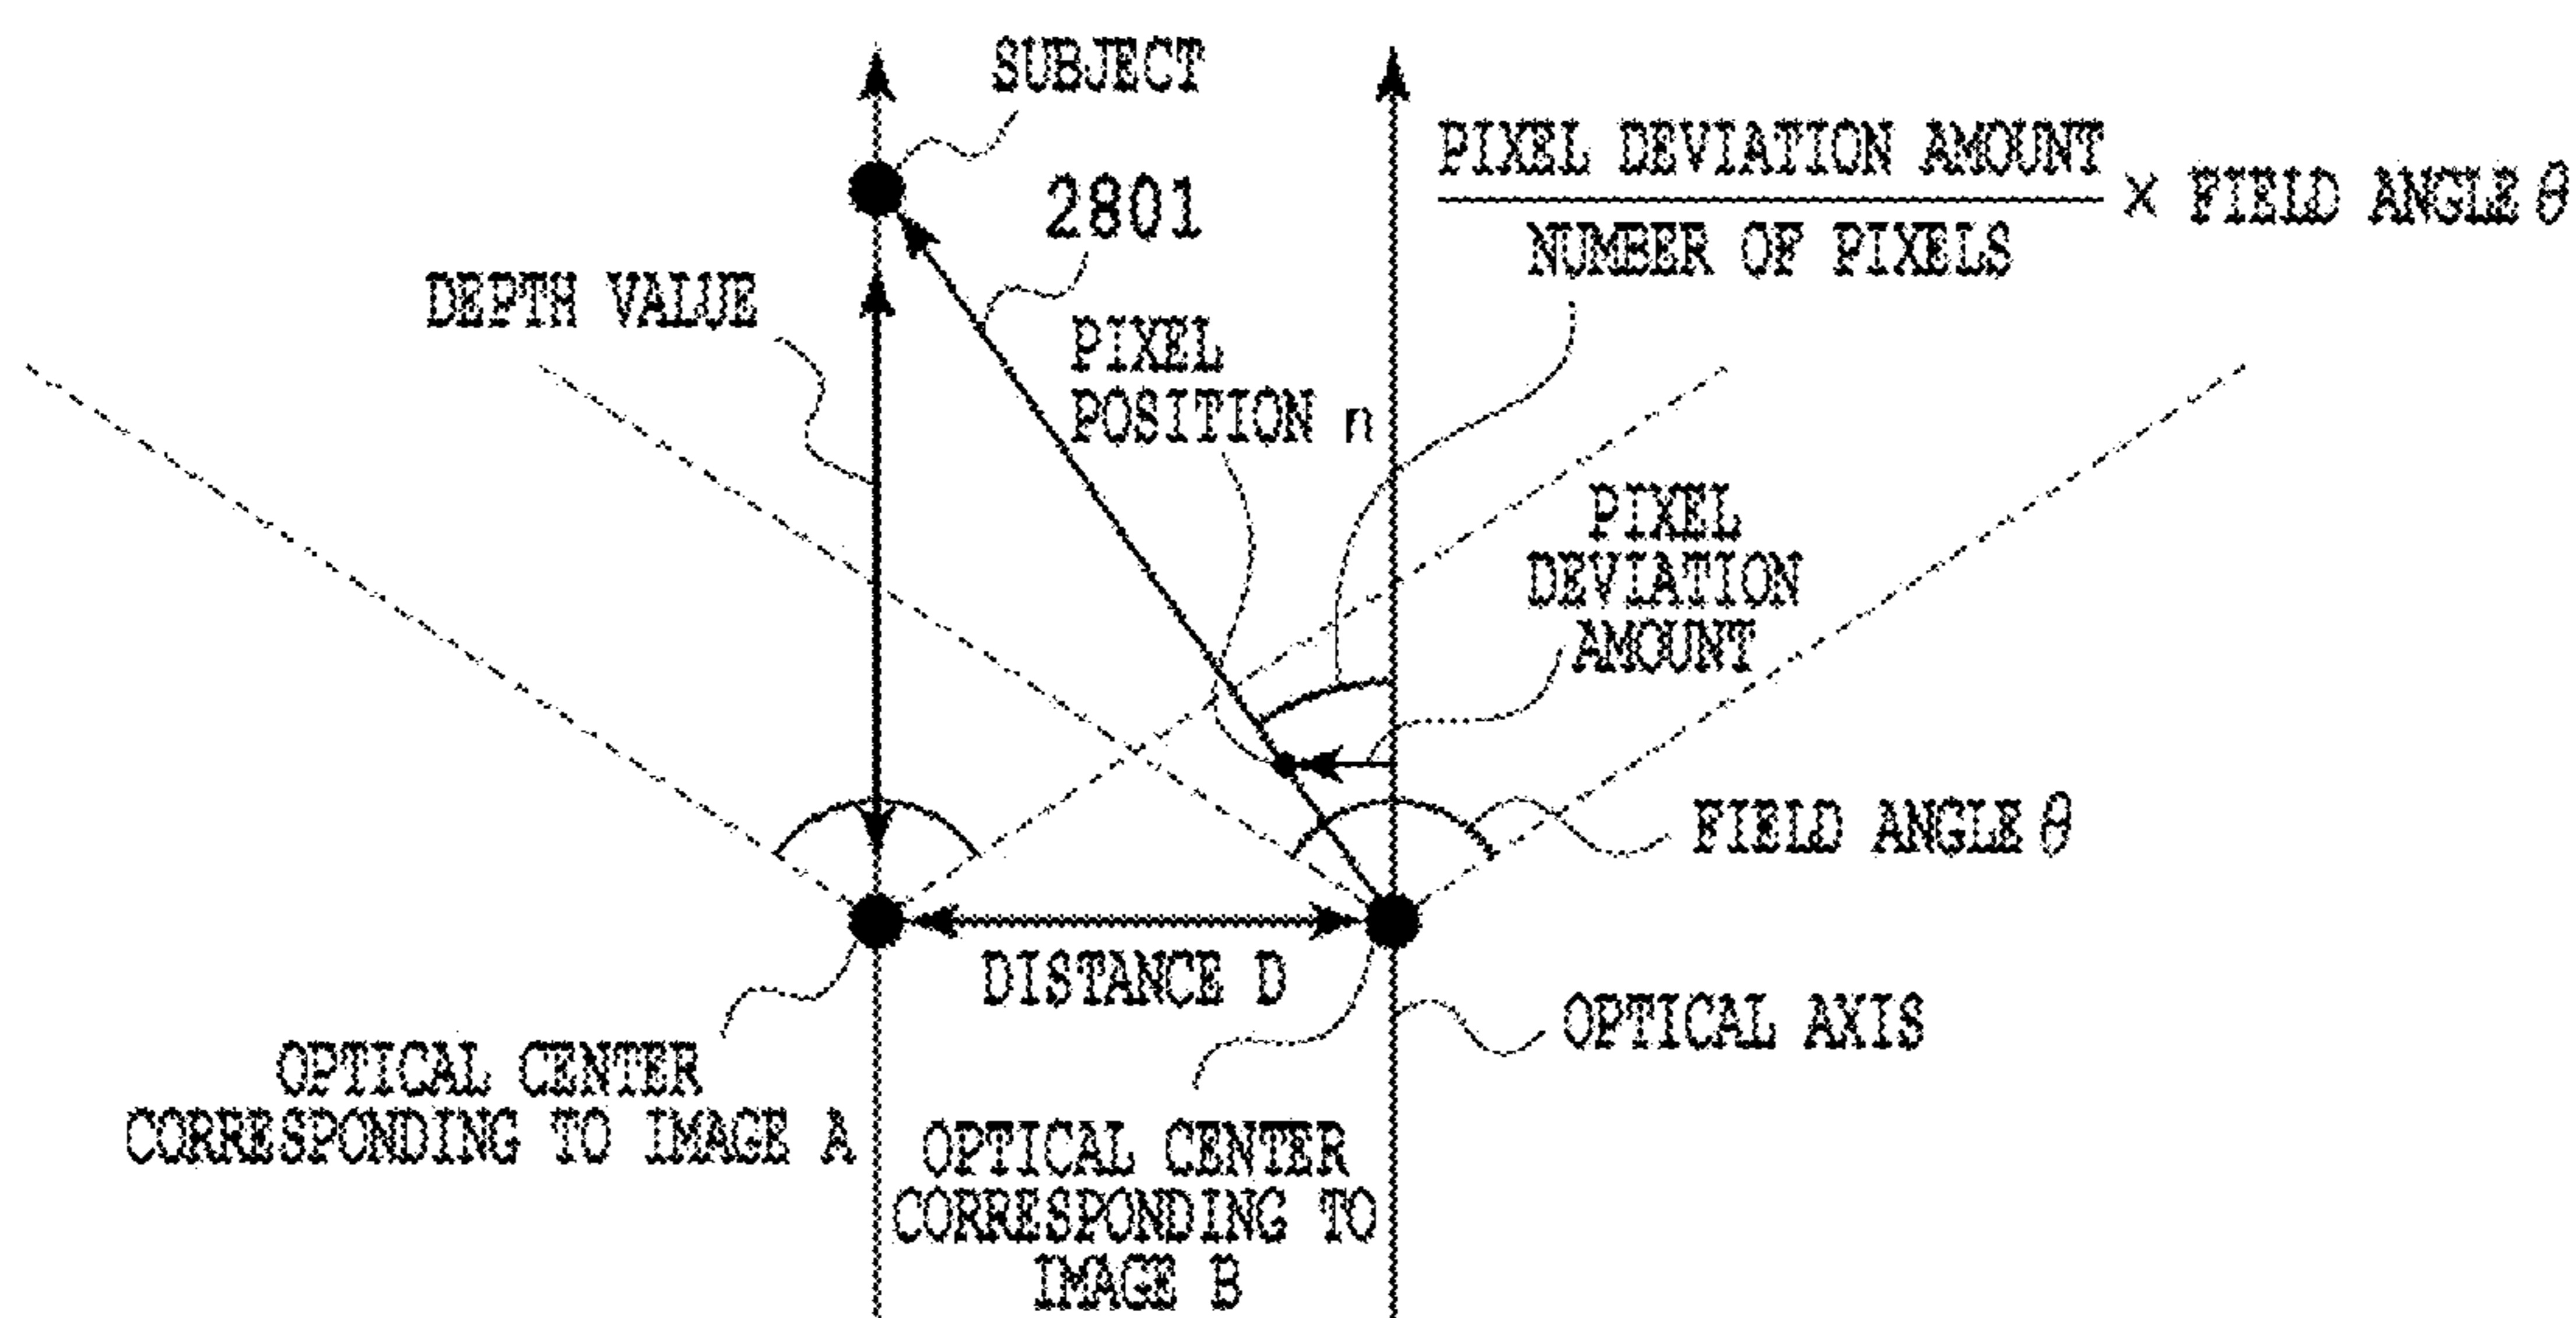 SUBJECT
2801
PIXEL DEVIATION AMOUNT
NUMBER OF PIXELS
× FIELD ANGLE θ
DEPTH VALUE
PIXEL
POSITION n
PIXEL
DEVIATION
AMOUNT
FIELD ANGLE θ
DISTANCE D
OPTICAL AXIS
OPTICAL CENTER
CORRESPONDING TO IMAGE A
OPTICAL CENTER
CORRESPONDING TO
IMAGE B